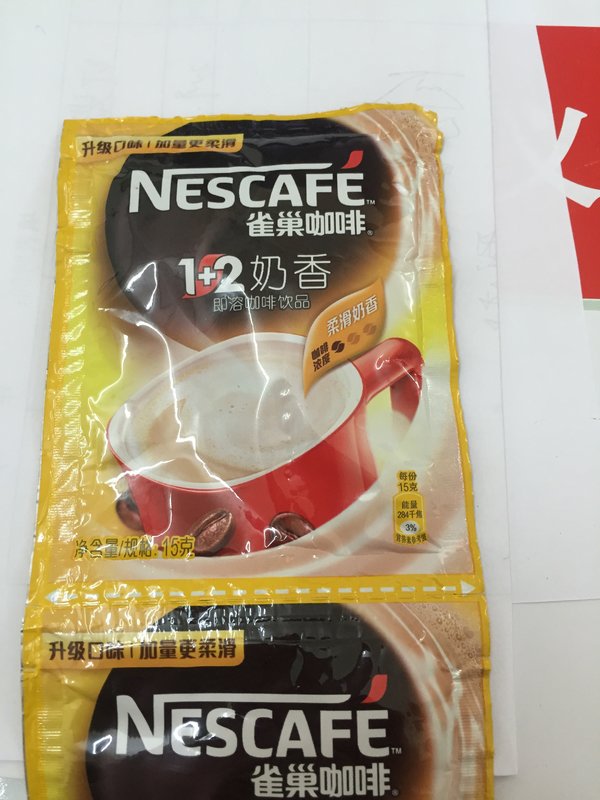 升级口味 | 加量更柔滑
NESCAFÉ™
雀巢咖啡®
1+2 奶香
即溶咖啡饮品
柔滑奶香
咖啡
浓度
每份
15克
能量
284千焦
3%
净含量/规格: 15克
升级口味 | 加量更柔滑
NESCAFÉ™
雀巢咖啡®